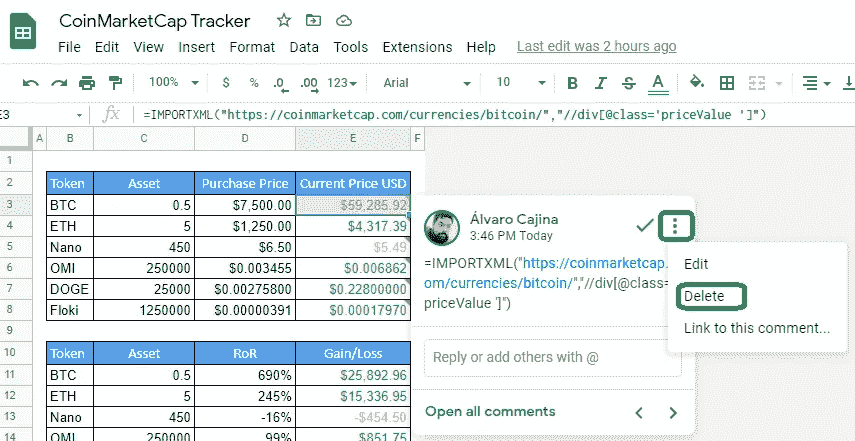 CoinMarketCap Tracker
File Edit View Insert Format Data Tools Extensions Help Last edit was 2 hours ago
100% $ % .0 .00 123 Arial 10 B I S A
E3 fx =IMPORTXML("https://coinmarketcap.com/currencies/bitcoin/","//div[@class='priceValue ']")
A B C D E F
1
2 Token Asset Purchase Price Current Price USD
3 BTC 0.5 $7,500.00 $59,285.92
4 ETH 5 $1,250.00 $4,317.39
5 Nano 450 $6.50 $5.49
6 OMI 250000 $0.003455 $0.006862
7 DOGE 25000 $0.00275800 $0.22800000
8 Floki 1250000 $0.00000391 $0.00017970
9
10 Token Asset RoR Gain/Loss
11 BTC 0.5 690% $25,892.96
12 ETH 5 245% $15,336.95
13 Nano 450 -16% -$454.50
14 OMI 250000 99% $851.75
Álvaro Cajina
3:46 PM Today
=IMPORTXML("https://coinmarketcap.
om/currencies/bitcoin/","//div[@class=
priceValue ']")
Edit
Delete
Link to this comment...
Reply or add others with @
Open all comments